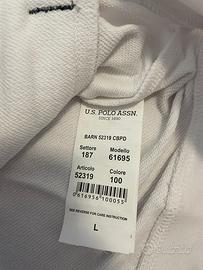 U.S. POLO ASSN.
SINCE 1890
BARN 52319 CBPD
Settore Modello
187 61695
Articolo Colore
52319 100
0616956100055
SEE REVERSE FOR CARE INSTRUCTION
L